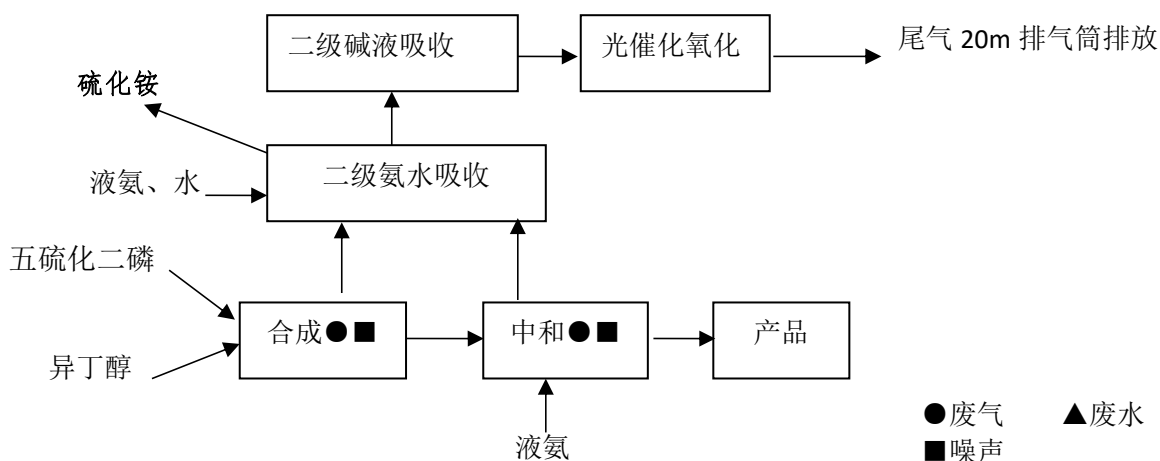 二级碱液吸收
光催化氧化
尾气 20m 排气筒排放
硫化铵
二级氨水吸收
液氨、水
五硫化二磷
合成●■
中和●■
产品
异丁醇
液氨
●废气 ▲废水
■噪声